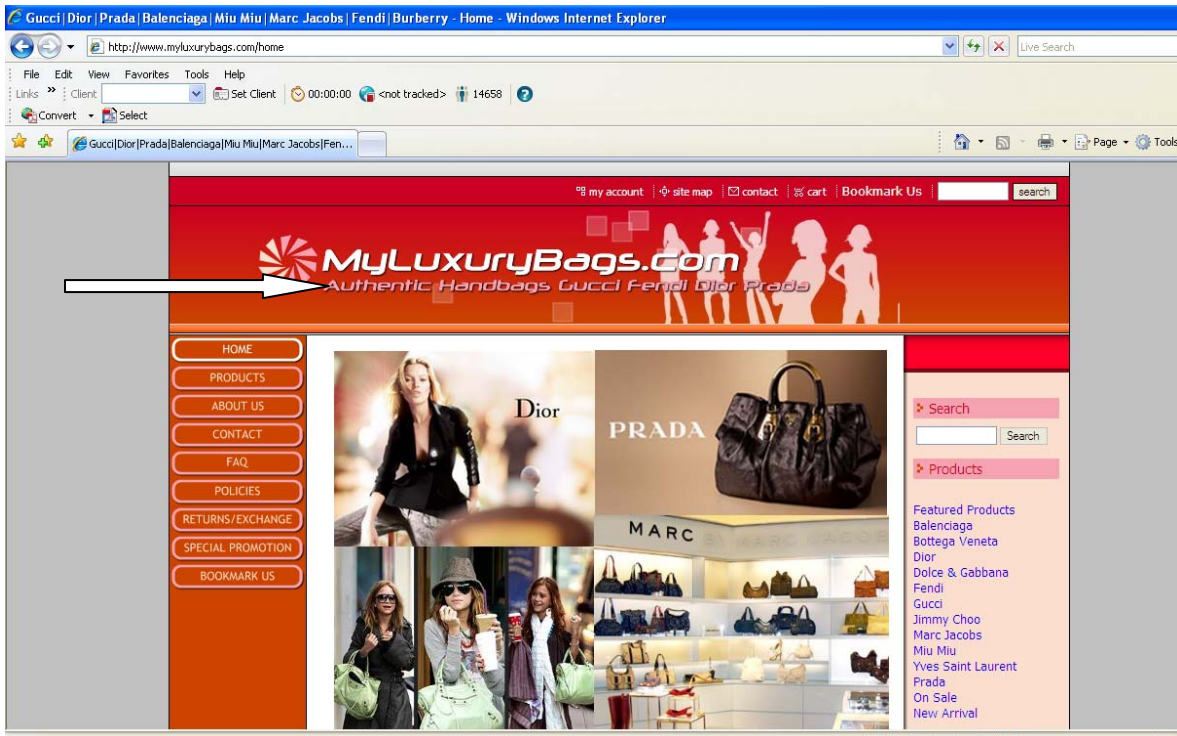 Gucci|Dior|Prada|Balenciaga|Miu Miu|Marc Jacobs|Fendi|Burberry - Home - Windows Internet Explorer
http://www.myluxurybags.com/home
Live Search
File Edit View Favorites Tools Help
Links » Client Set Client 00:00:00 <not tracked> 14658
Convert Select
Gucci|Dior|Prada|Balenciaga|Miu Miu|Marc Jacobs|Fen...
Page Tools
my account site map contact cart Bookmark Us search
MyLuxuryBags.com
Authentic Handbags Gucci Fendi Dior Prada
HOME
PRODUCTS
ABOUT US
CONTACT
FAQ
POLICIES
RETURNS/EXCHANGE
SPECIAL PROMOTION
BOOKMARK US
Dior
PRADA
MARC BY MARC JACOBS
Search
Search
Products
Featured Products
Balenciaga
Bottega Veneta
Dior
Dolce & Gabbana
Fendi
Gucci
Jimmy Choo
Marc Jacobs
Miu Miu
Yves Saint Laurent
Prada
On Sale
New Arrival